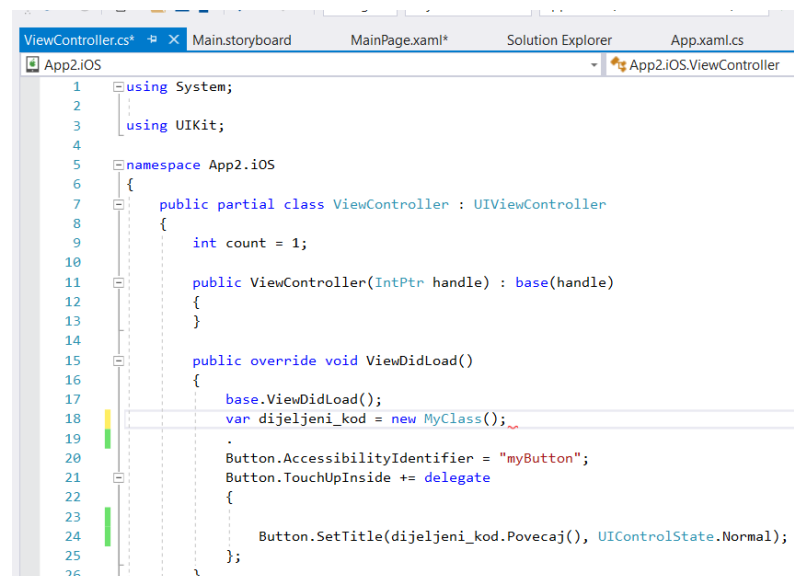 ViewController.cs* Main.storyboard MainPage.xaml* Solution Explorer App.xaml.cs
App2.iOS App2.iOS.ViewController
1 using System;
2
3 using UIKit;
4
5 namespace App2.iOS
6 {
7 public partial class ViewController : UIViewController
8 {
9 int count = 1;
10
11 public ViewController(IntPtr handle) : base(handle)
12 {
13 }
14
15 public override void ViewDidLoad()
16 {
17 base.ViewDidLoad();
18 var dijeljeni_kod = new MyClass();
19 .
20 Button.AccessibilityIdentifier = "myButton";
21 Button.TouchUpInside += delegate
22 {
23
24 Button.SetTitle(dijeljeni_kod.Povecaj(), UIControlState.Normal);
25 };
26 }